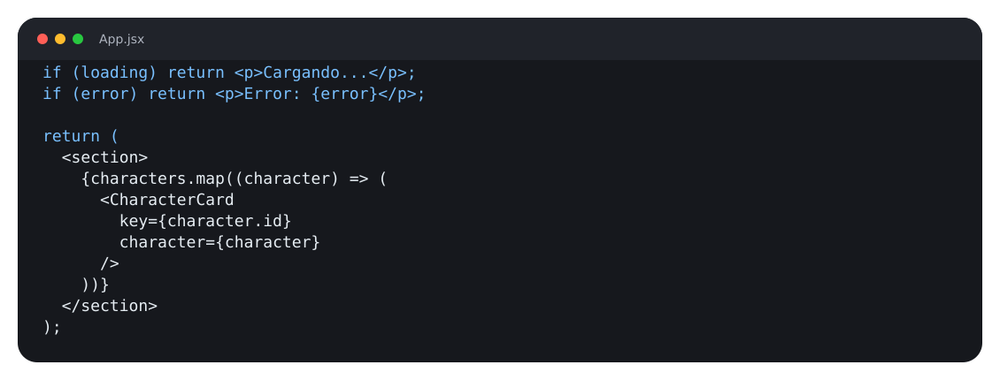 App.jsx
if (loading) return <p>Cargando...</p>;
if (error) return <p>Error: {error}</p>;
return (
  <section>
    {characters.map((character) => (
      <CharacterCard
        key={character.id}
        character={character}
      />
    ))}
  </section>
);